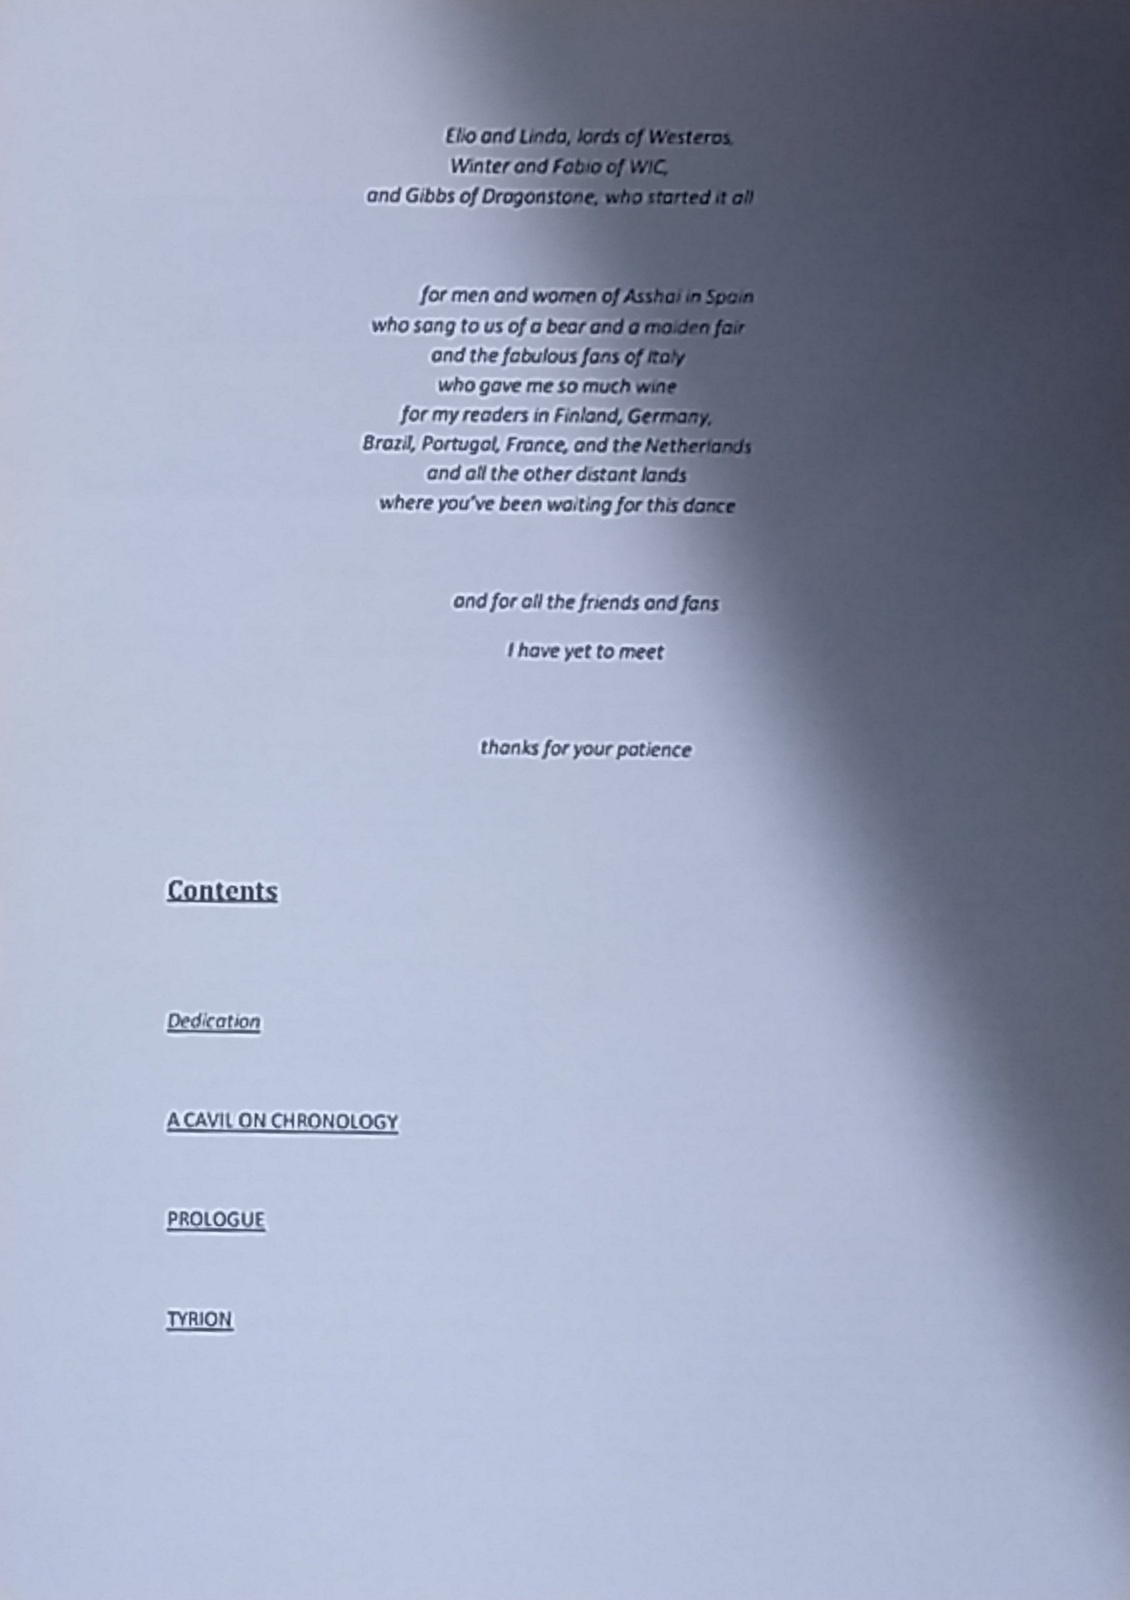 Elio and Linda, lords of Westeros,
Winter and Fabio of WIC,
and Gibbs of Dragonstone, who started it all
for men and women of Asshai in Spain
who sang to us of a bear and a maiden fair
and the fabulous fans of Italy
who gave me so much wine
for my readers in Finland, Germany,
Brazil, Portugal, France, and the Netherlands
and all the other distant lands
where you've been waiting for this dance
and for all the friends and fans
I have yet to meet
thanks for your patience
Contents
Dedication
A CAVIL ON CHRONOLOGY
PROLOGUE
TYRION